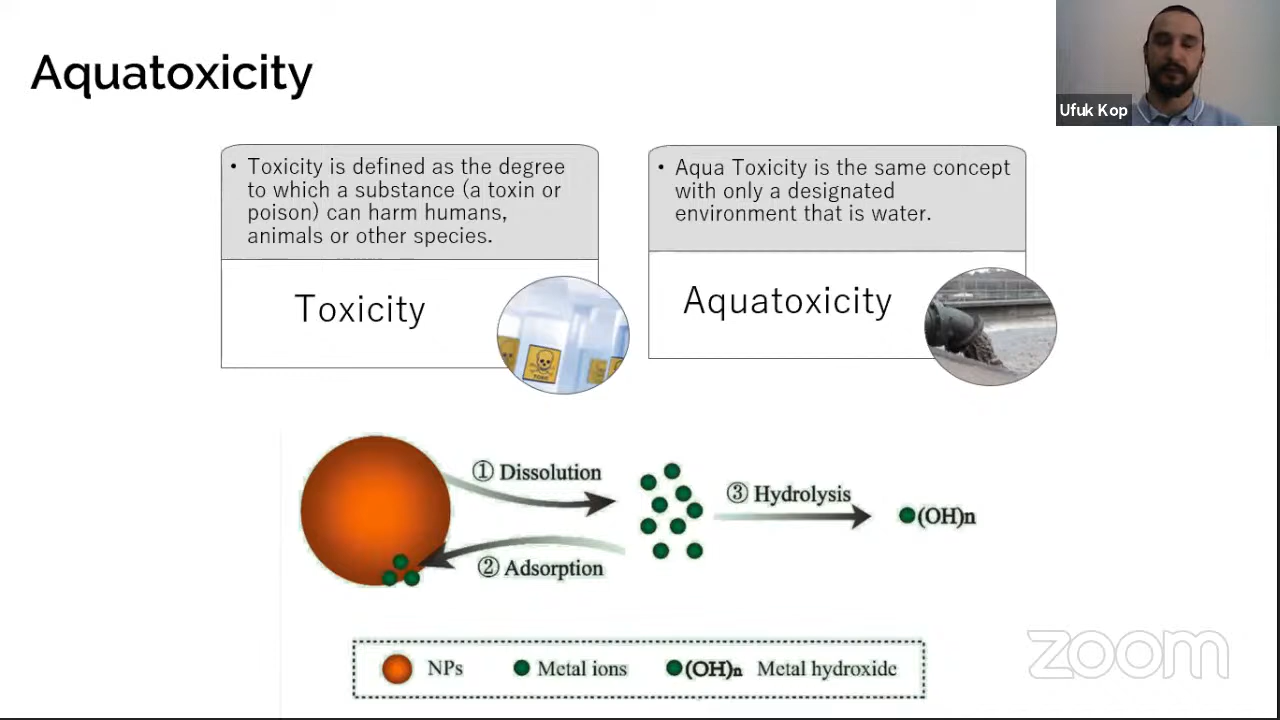 Aquatoxicity
Ufuk Kop
• Toxicity is defined as the degree
to which a substance (a toxin or
poison) can harm humans,
animals or other species.
Toxicity
TOXIC
• Aqua Toxicity is the same concept
with only a designated
environment that is water.
Aquatoxicity
① Dissolution
② Adsorption
③ Hydrolysis
(OH)n
NPs
Metal ions
(OH)n Metal hydroxide
zoom